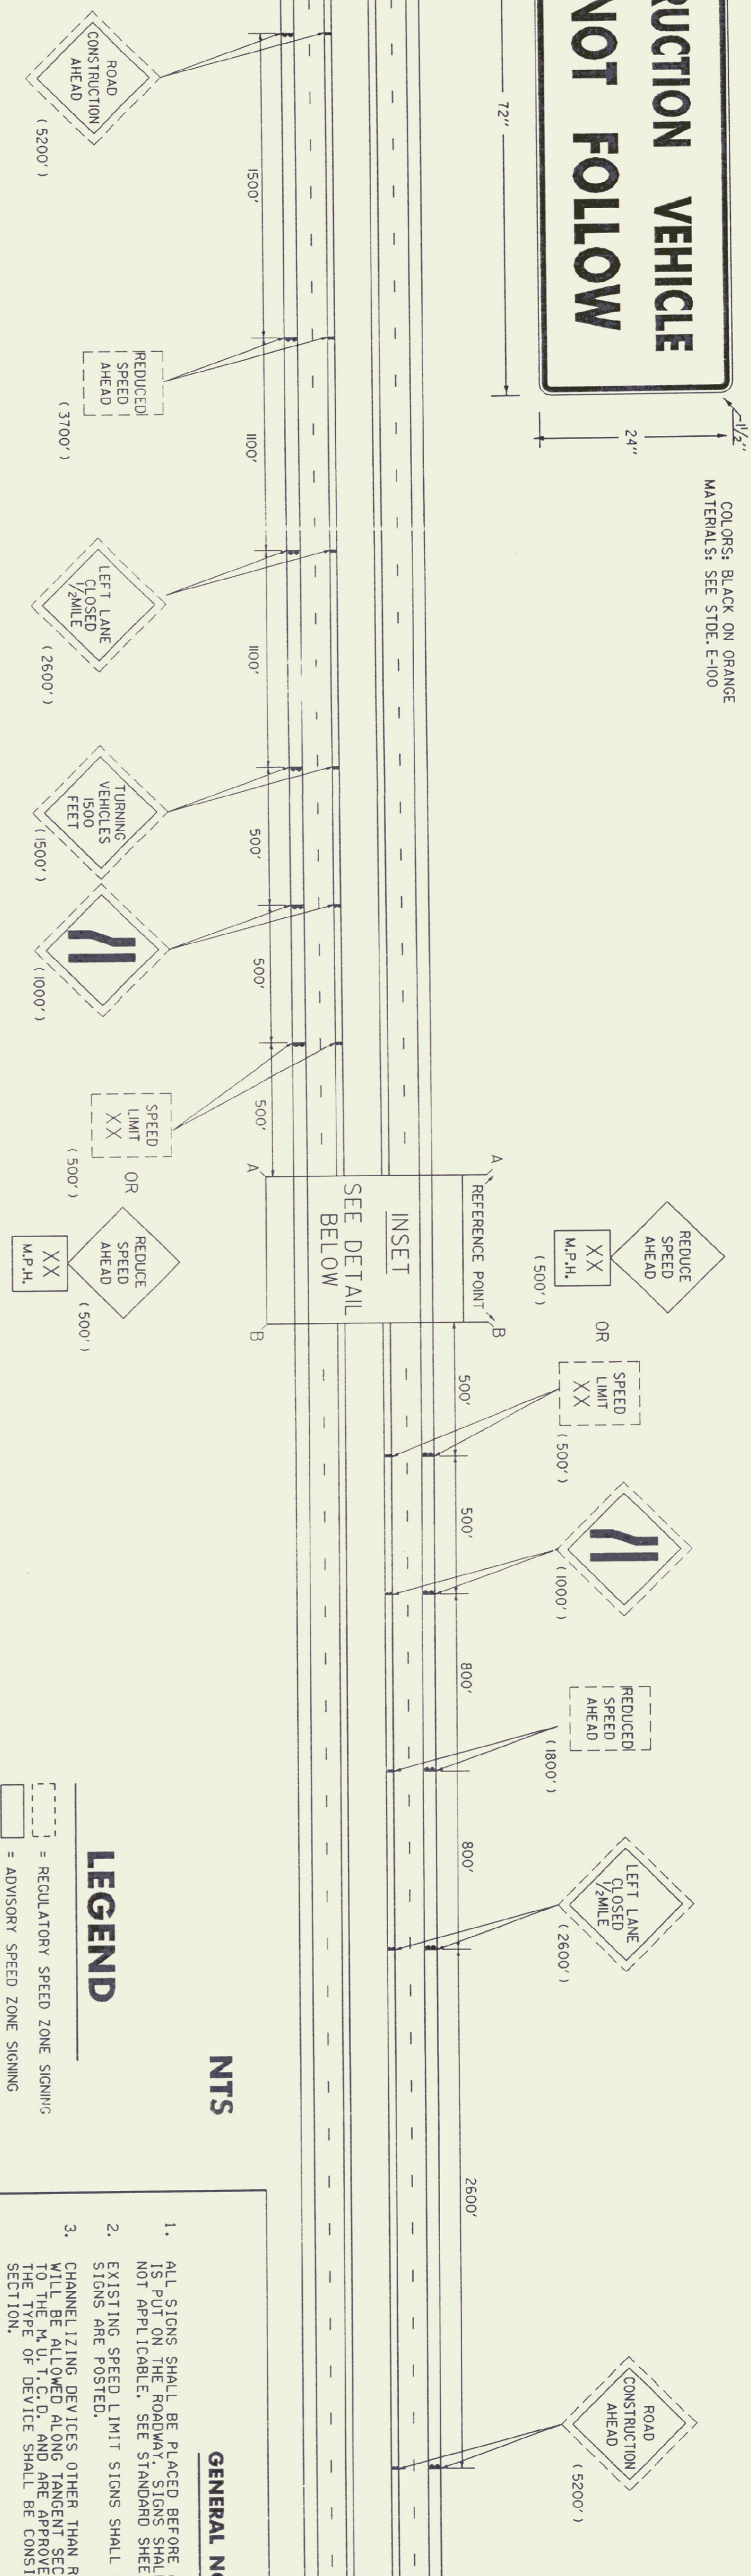 RUCTION VEHICLE
NOT FOLLOW
72"
24"
1 1/2"
COLORS: BLACK ON ORANGE
MATERIALS: SEE STDE. E-100
REDUCE
SPEED
AHEAD
XX
M.P.H.
(500')
OR
SPEED
LIMIT
XX
(500')
(1000')
REDUCED
SPEED
AHEAD
(1800')
LEFT LANE
CLOSED
1/2MILE
(2600')
ROAD
CONSTRUCTION
AHEAD
(5200')
A
REFERENCE POINT
B
500'
500'
800'
800'
2600'
INSET
SEE DETAIL
BELOW
A
B
1500'
1100'
1100'
500'
500'
500'
ROAD
CONSTRUCTION
AHEAD
(5200')
REDUCED
SPEED
AHEAD
(3700')
LEFT LANE
CLOSED
1/2MILE
(2600')
TURNING
VEHICLES
1500
FEET
(1500')
(1000')
SPEED
LIMIT
XX
(500')
OR
REDUCE
SPEED
AHEAD
XX
M.P.H.
(500')
NTS
LEGEND
= REGULATORY SPEED ZONE SIGNING
= ADVISORY SPEED ZONE SIGNING
GENERAL NO
1. ALL SIGNS SHALL BE PLACED BEFORE
IS PUT ON THE ROADWAY. SIGNS SHAL
NOT APPLICABLE. SEE STANDARD SHEE
2. EXISTING SPEED LIMIT SIGNS SHALL
SIGNS ARE POSTED.
3. CHANNELIZING DEVICES OTHER THAN R
WILL BE ALLOWED ALONG TANGENT SEC
TO THE M.U.T.C.D. AND ARE APPROVE
THE TYPE OF DEVICE SHALL BE CONSI
SECTION.